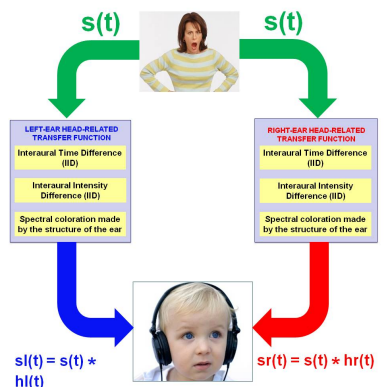 s(t)
s(t)
LEFT-EAR HEAD-RELATED
TRANSFER FUNCTION
Interaural Time Difference
(IID)
Interaural Intensity
Difference (IID)
Spectral coloration made
by the structure of the ear
RIGHT-EAR HEAD-RELATED
TRANSFER FUNCTION
Interaural Time Difference
(IID)
Interaural Intensity
Difference (IID)
Spectral coloration made
by the structure of the ear
sl(t) = s(t) *
hl(t)
sr(t) = s(t) * hr(t)